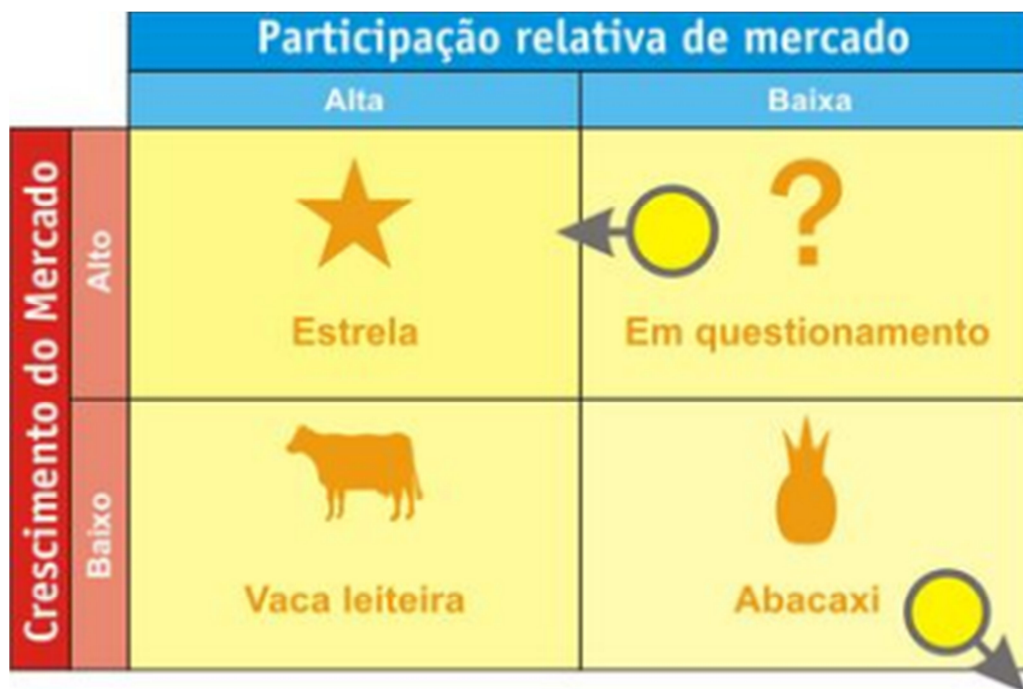 Participação relativa de mercado
Alta
Baixa
Crescimento do Mercado
Alto
?
Estrela
Em questionamento
Baixo
Vaca leiteira
Abacaxi